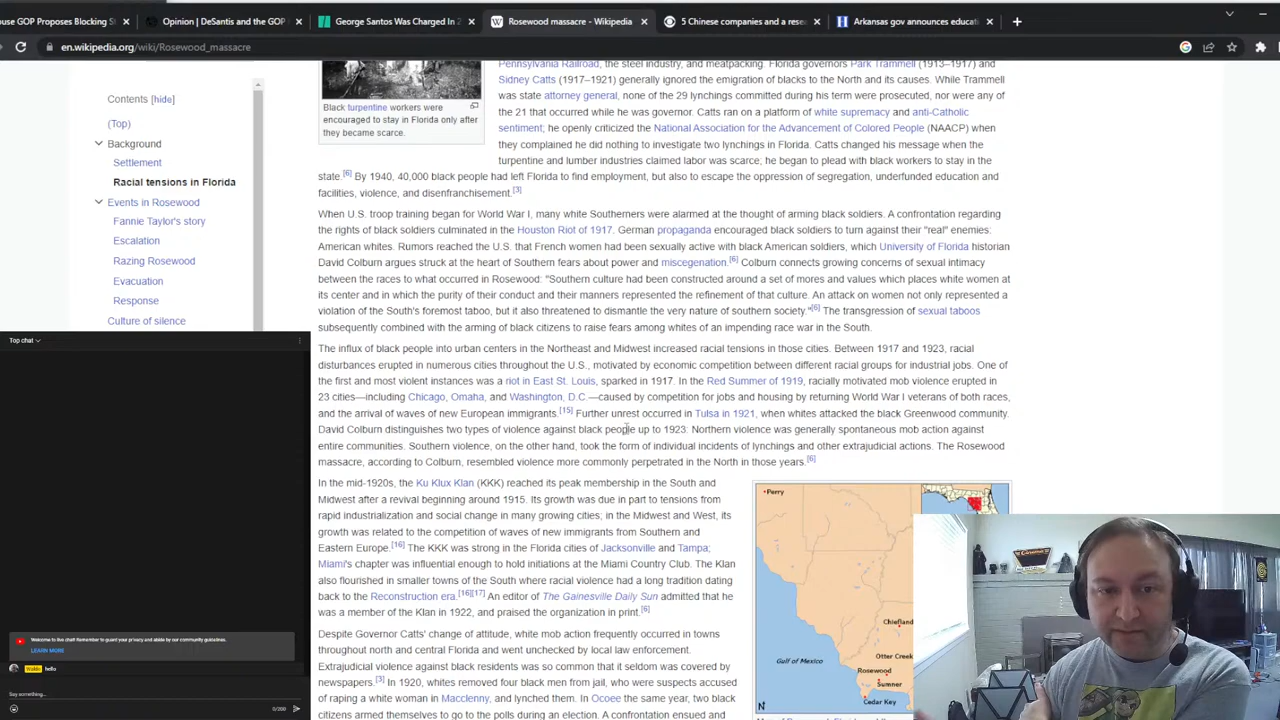 use GOP Proposes Blocking S
Opinion | DeSantis and the GOP
George Santos Was Charged In 2
Rosewood massacre - Wikipedia
5 Chinese companies and a rese
Arkansas gov announces educati
en.wikipedia.org/wiki/Rosewood_massacre
Contents [hide]
(Top)
Background
Settlement
Racial tensions in Florida
Events in Rosewood
Fannie Taylor's story
Escalation
Razing Rosewood
Evacuation
Response
Culture of silence
Black turpentine workers were
encouraged to stay in Florida only after
they became scarce.
Pennsylvania Railroad, the steel industry, and meatpacking. Florida governors Park Trammell (1913–1917) and
Sidney Catts (1917–1921) generally ignored the emigration of blacks to the North and its causes. While Trammell
was state attorney general, none of the 29 lynchings committed during his term were prosecuted, nor were any
of the 21 that occurred while he was governor. Catts ran on a platform of white supremacy and anti-Catholic
sentiment; he openly criticized the National Association for the Advancement of Colored People (NAACP) when
they complained he did nothing to investigate two lynchings in Florida. Catts changed his message when the
turpentine and lumber industries claimed labor was scarce; he began to plead with black workers to stay in the
state.[6] By 1940, 40,000 black people had left Florida to find employment, but also to escape the oppression of segregation, underfunded education and
facilities, violence, and disenfranchisement.[3]
When U.S. troop training began for World War I, many white Southerners were alarmed at the thought of arming black soldiers. A confrontation regarding
the rights of black soldiers culminated in the Houston Riot of 1917. German propaganda encouraged black soldiers to turn against their "real" enemies:
American whites. Rumors reached the U.S. that French women had been sexually active with black American soldiers, which University of Florida historian
David Colburn argues struck at the heart of Southern fears about power and miscegenation.[6] Colburn connects growing concerns of sexual intimacy
between the races to what occurred in Rosewood: "Southern culture had been constructed around a set of mores and values which places white women at
its center and in which the purity of their conduct and their manners represented the refinement of that culture. An attack on women not only represented a
violation of the South's foremost taboo, but it also threatened to dismantle the very nature of southern society."[6] The transgression of sexual taboos
subsequently combined with the arming of black citizens to raise fears among whites of an impending race war in the South.
The influx of black people into urban centers in the Northeast and Midwest increased racial tensions in those cities. Between 1917 and 1923, racial
disturbances erupted in numerous cities throughout the U.S., motivated by economic competition between different racial groups for industrial jobs. One of
the first and most violent instances was a riot in East St. Louis, sparked in 1917. In the Red Summer of 1919, racially motivated mob violence erupted in
23 cities—including Chicago, Omaha, and Washington, D.C.—caused by competition for jobs and housing by returning World War I veterans of both races,
and the arrival of waves of new European immigrants.[15] Further unrest occurred in Tulsa in 1921, when whites attacked the black Greenwood community.
David Colburn distinguishes two types of violence against black people up to 1923: Northern violence was generally spontaneous mob action against
entire communities. Southern violence, on the other hand, took the form of individual incidents of lynchings and other extrajudicial actions. The Rosewood
massacre, according to Colburn, resembled violence more commonly perpetrated in the North in those years.[6]
In the mid-1920s, the Ku Klux Klan (KKK) reached its peak membership in the South and
Midwest after a revival beginning around 1915. Its growth was due in part to tensions from
rapid industrialization and social change in many growing cities; in the Midwest and West, its
growth was related to the competition of waves of new immigrants from Southern and
Eastern Europe.[16] The KKK was strong in the Florida cities of Jacksonville and Tampa;
Miami's chapter was influential enough to hold initiations at the Miami Country Club. The Klan
also flourished in smaller towns of the South where racial violence had a long tradition dating
back to the Reconstruction era.[16][17] An editor of The Gainesville Daily Sun admitted that he
was a member of the Klan in 1922, and praised the organization in print.[6]
Despite Governor Catts' change of attitude, white mob action frequently occurred in towns
throughout north and central Florida and went unchecked by local law enforcement.
Extrajudicial violence against black residents was so common that it seldom was covered by
newspapers.[3] In 1920, whites removed four black men from jail, who were suspects accused
of raping a white woman in Macclenny, and lynched them. In Ocoee the same year, two black
citizens armed themselves to go to the polls during an election. A confrontation ensued and
Perry
Chiefland
Otter Creek
Gulf of Mexico
Rosewood
Sumner
Cedar Key
N
Top chat
Welcome to live chat! Remember to guard your privacy and abide by our community guidelines.
LEARN MORE
Waldo hello
Say something...
0/200